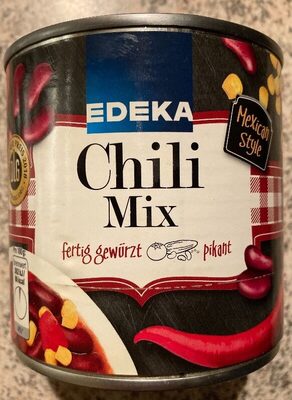 EDEKA
Mexican
Style
Chili
Mix
fertig gewürzt pikant